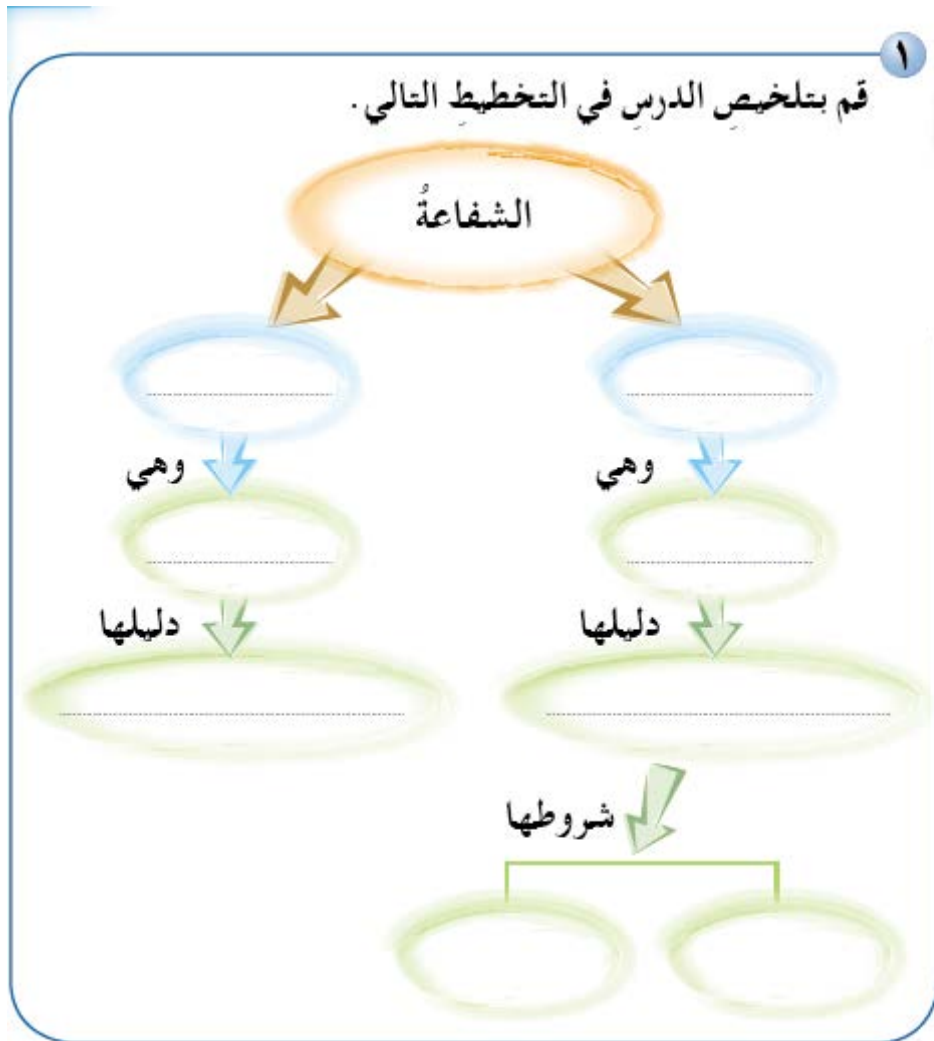 ١
قم بتلخيصِ الدرسِ في التخطيطِ التالي.
الشفاعةُ
وهي
وهي
دليلها
دليلها
شروطها